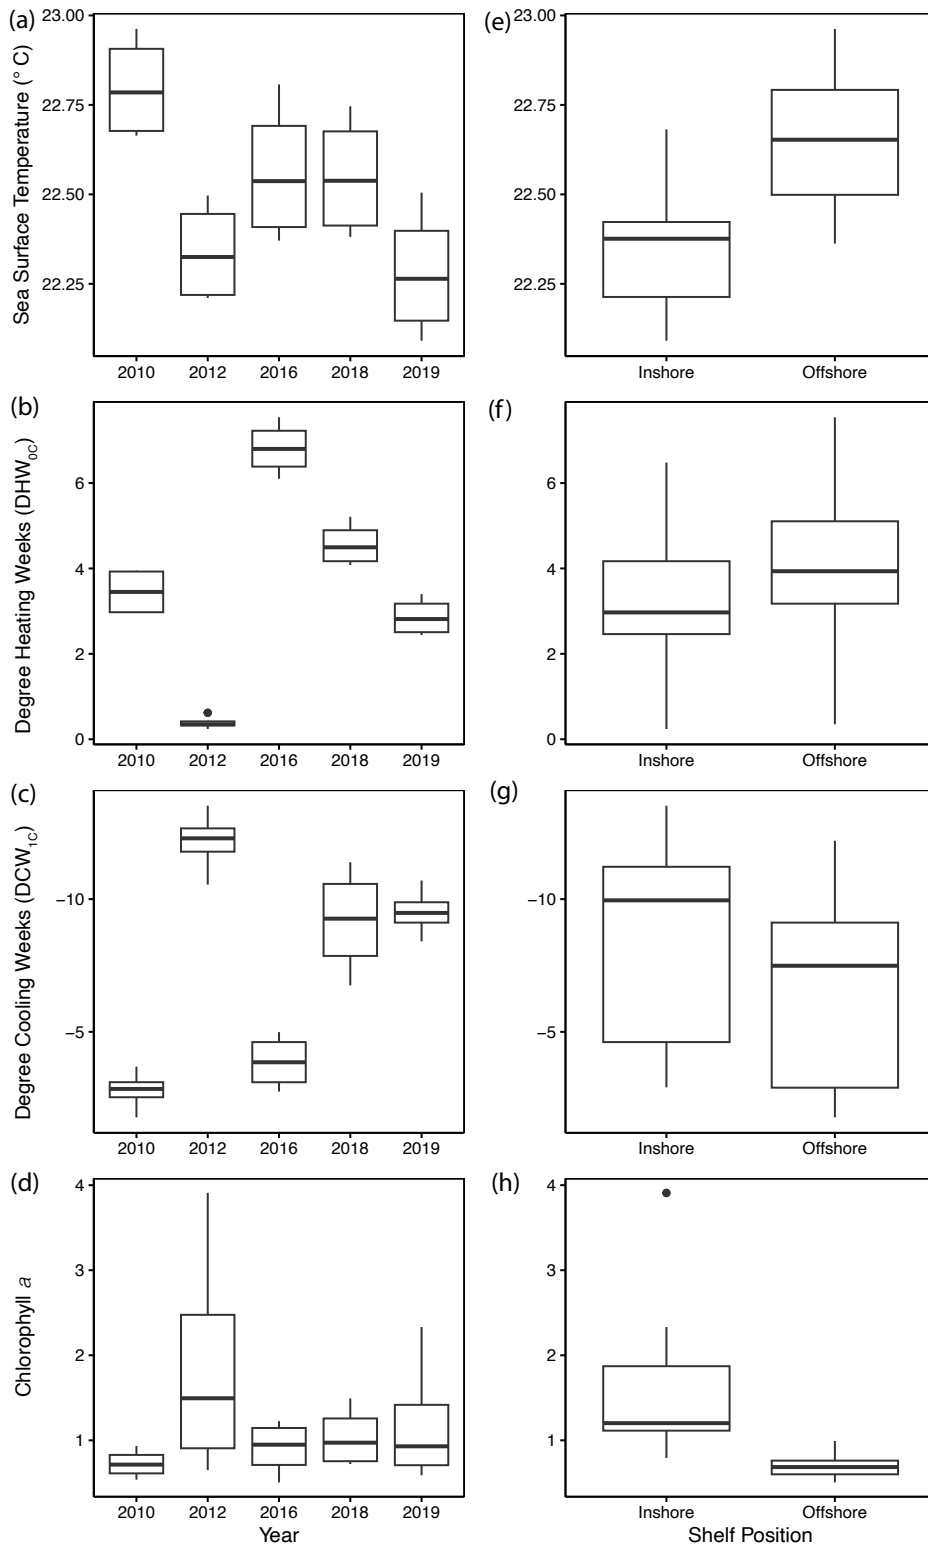 (a)
Sea Surface Temperature (° C)
23.00
22.75
22.50
22.25
2010 2012 2016 2018 2019
(e)
23.00
22.75
22.50
22.25
Inshore Offshore
(b)
Degree Heating Weeks (DHW0C)
6
4
2
0
2010 2012 2016 2018 2019
(f)
6
4
2
0
Inshore Offshore
(c)
Degree Cooling Weeks (DCW1C)
−10
−5
2010 2012 2016 2018 2019
(g)
−10
−5
Inshore Offshore
(d)
Chlorophyll a
4
3
2
1
2010 2012 2016 2018 2019
Year
(h)
4
3
2
1
Inshore Offshore
Shelf Position